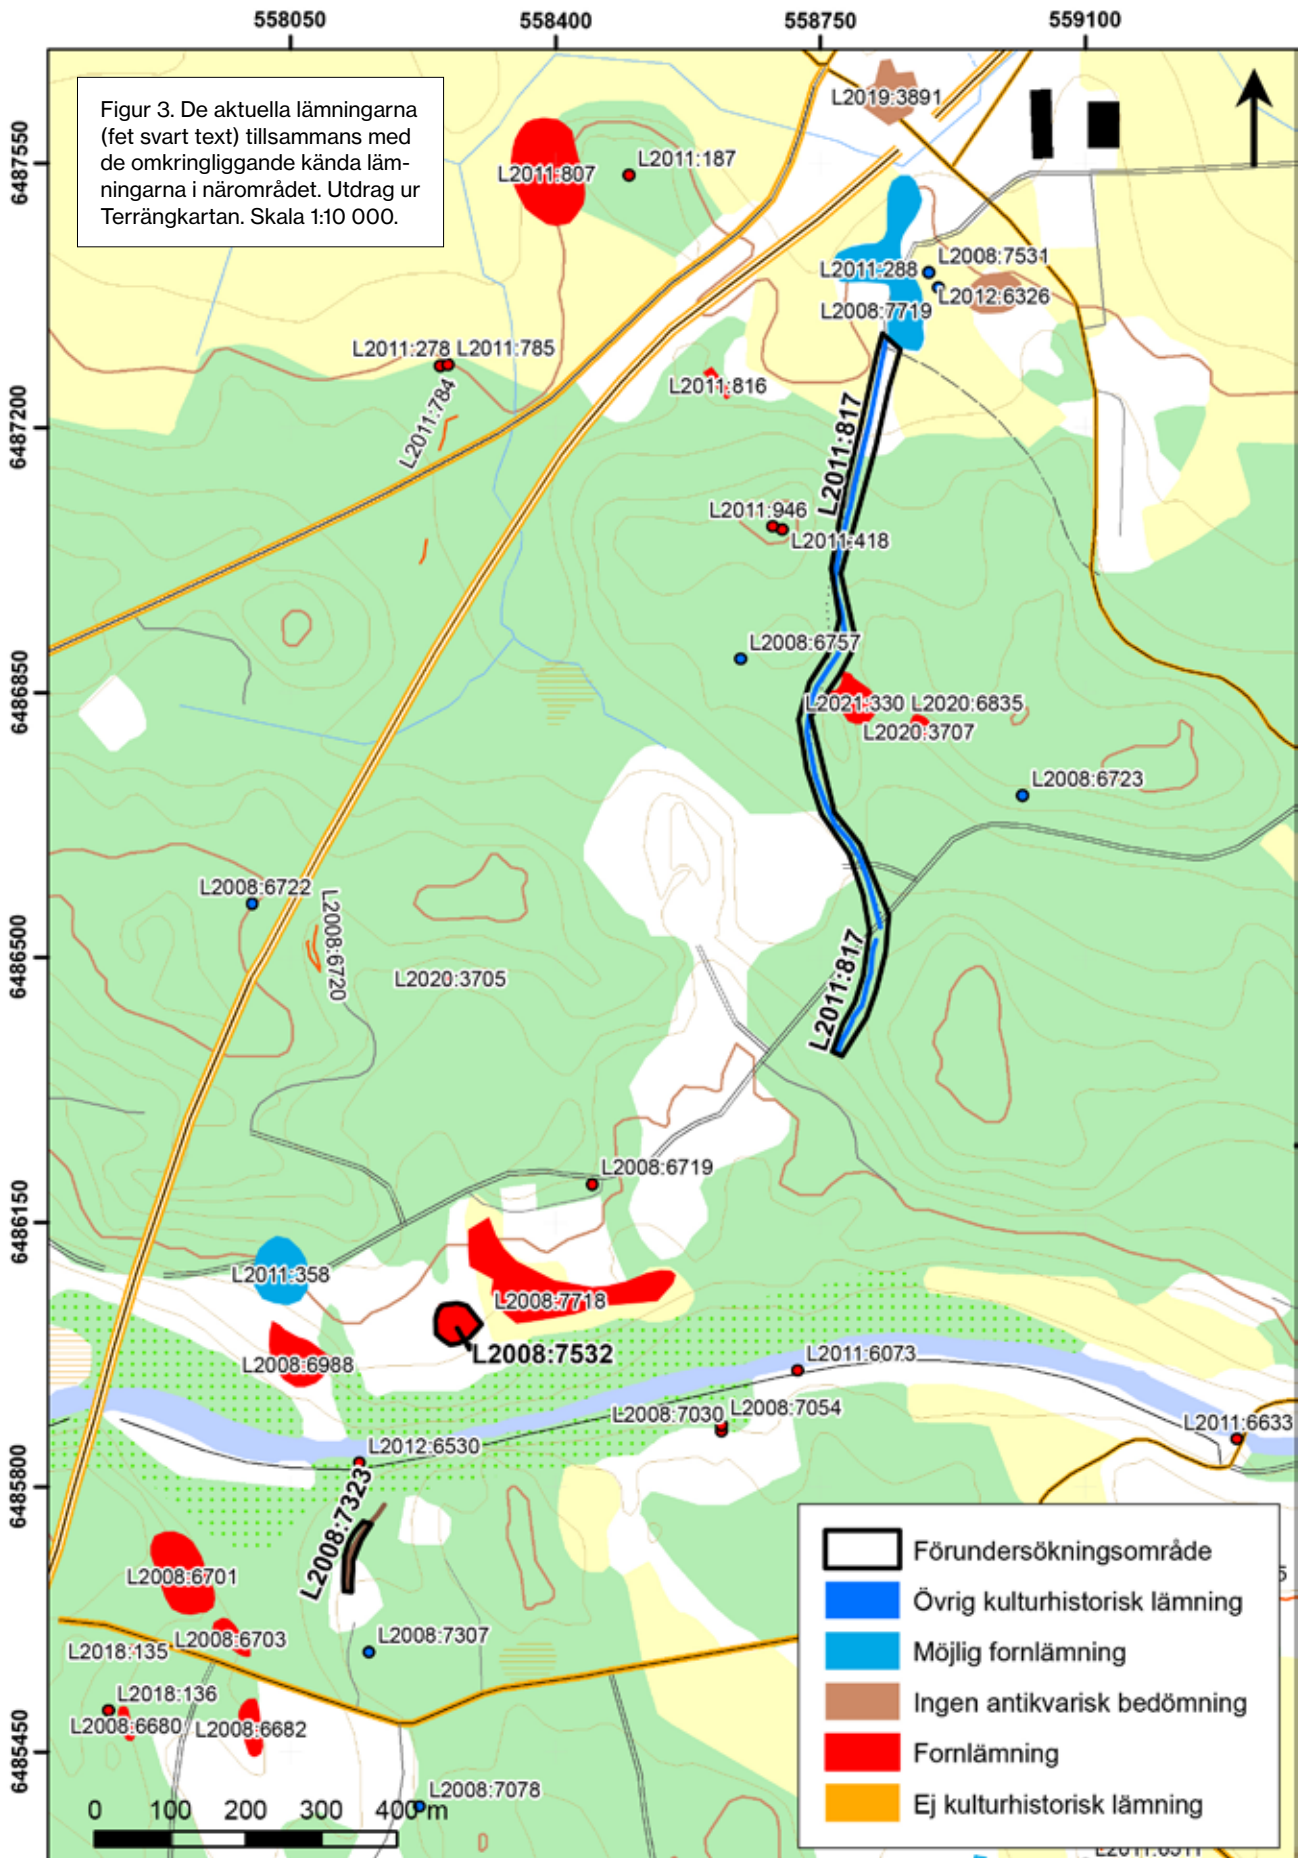 558050 558400 558750 559100
Figur 3. De aktuella lämningarna
(fet svart text) tillsammans med
de omkringliggande kända läm-
ningarna i närområdet. Utdrag ur
Terrängkartan. Skala 1:10 000.
L2019:3891
6487550
L2011:187
L2011:807
L2008:7531
L2011:288
L2012:6326
L2008:7719
L2011:278 L2011:785
L2011:816
L2011:784
6487200
L2011:817
L2011:946
L2011:418
L2008:6757
6486850
L2021:330 L2020:6835
L2020:3707
L2008:6723
L2008:6722
L2008:6720
6486500
L2020:3705
L2011:817
L2008:6719
6486150
L2011:358
L2008:7718
L2008:7532
L2008:6988
L2011:6073
L2008:7030 L2008:7054
L2011:6633
L2012:6530
6485800
L2008:7323
L2008:6701
L2008:6703
L2008:7307
L2018:135
L2018:136
L2008:6680 L2008:6682
6485450
L2008:7078
0 100 200 300 400 m
Förundersökningsområde
Övrig kulturhistorisk lämning
Möjlig fornlämning
Ingen antikvarisk bedömning
Fornlämning
Ej kulturhistorisk lämning